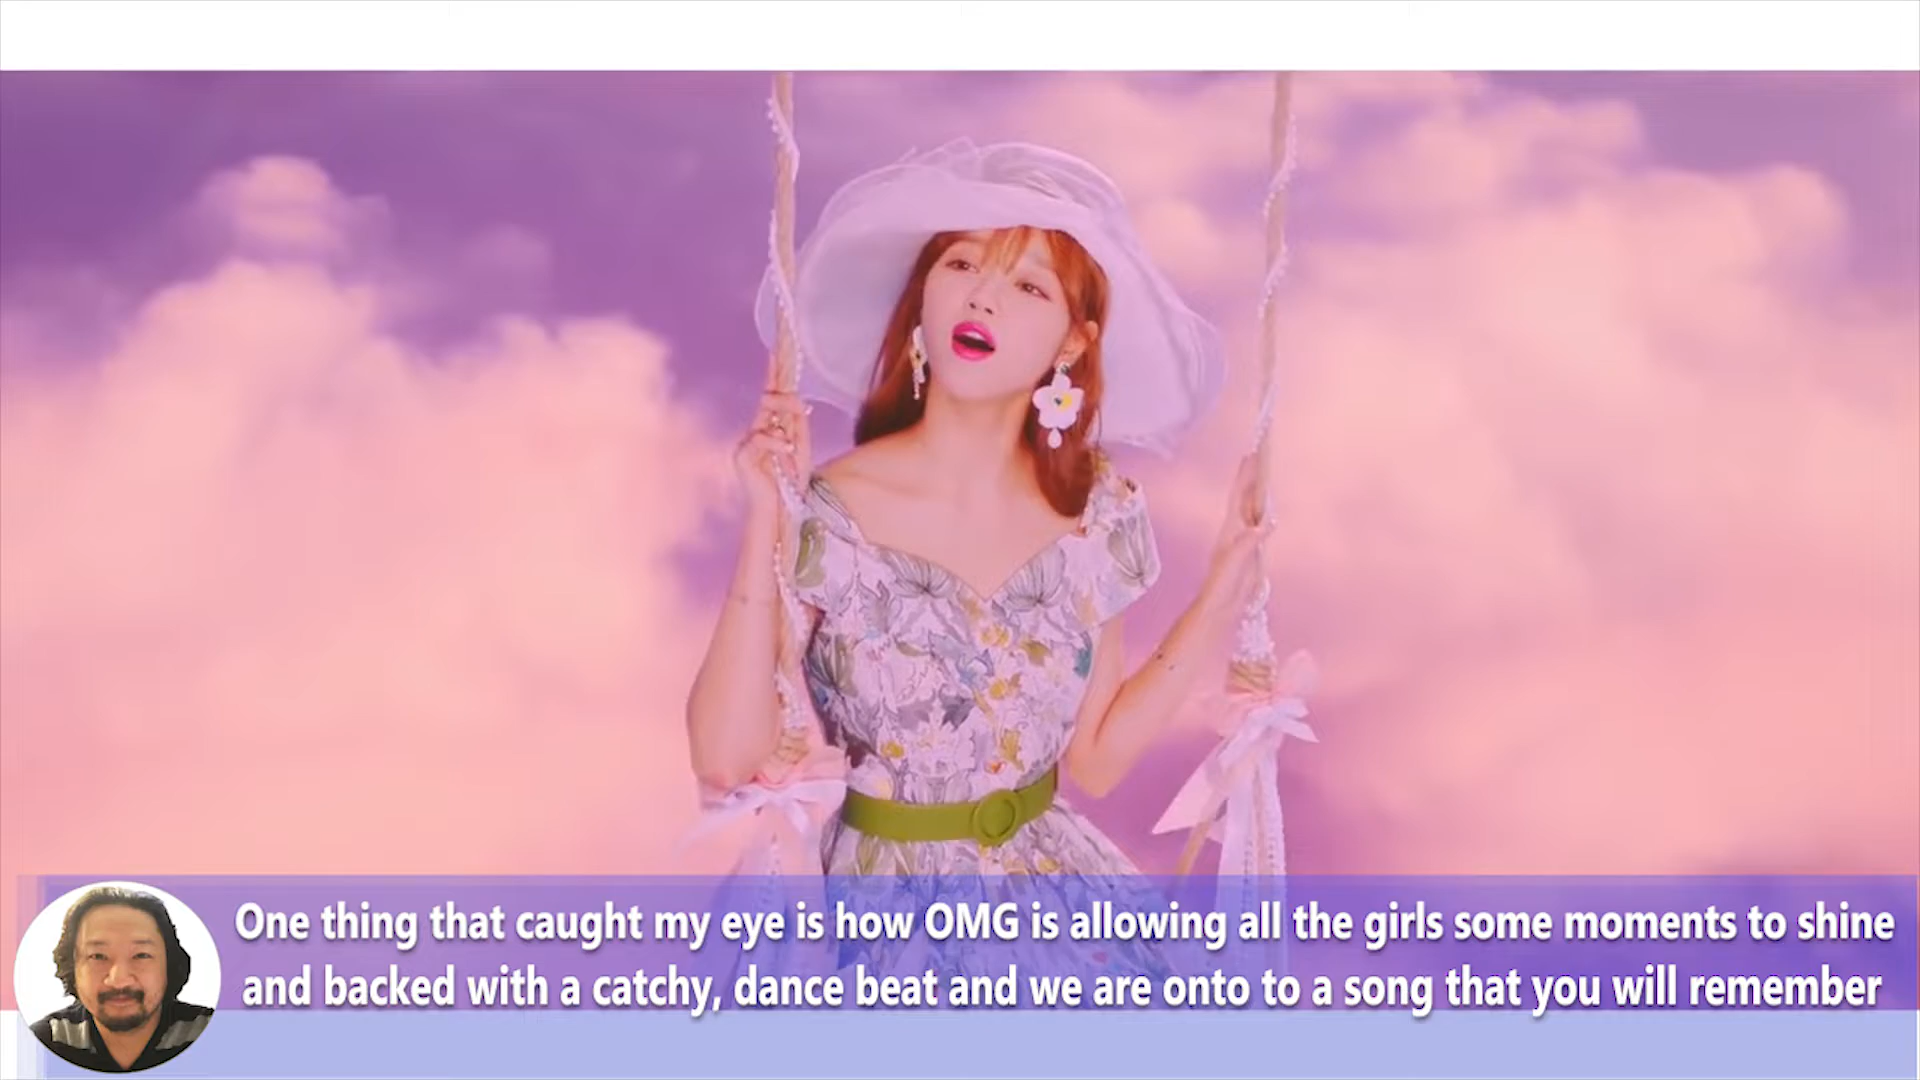 One thing that caught my eye is how OMG is allowing all the girls some moments to shine
and backed with a catchy, dance beat and we are onto to a song that you will remember